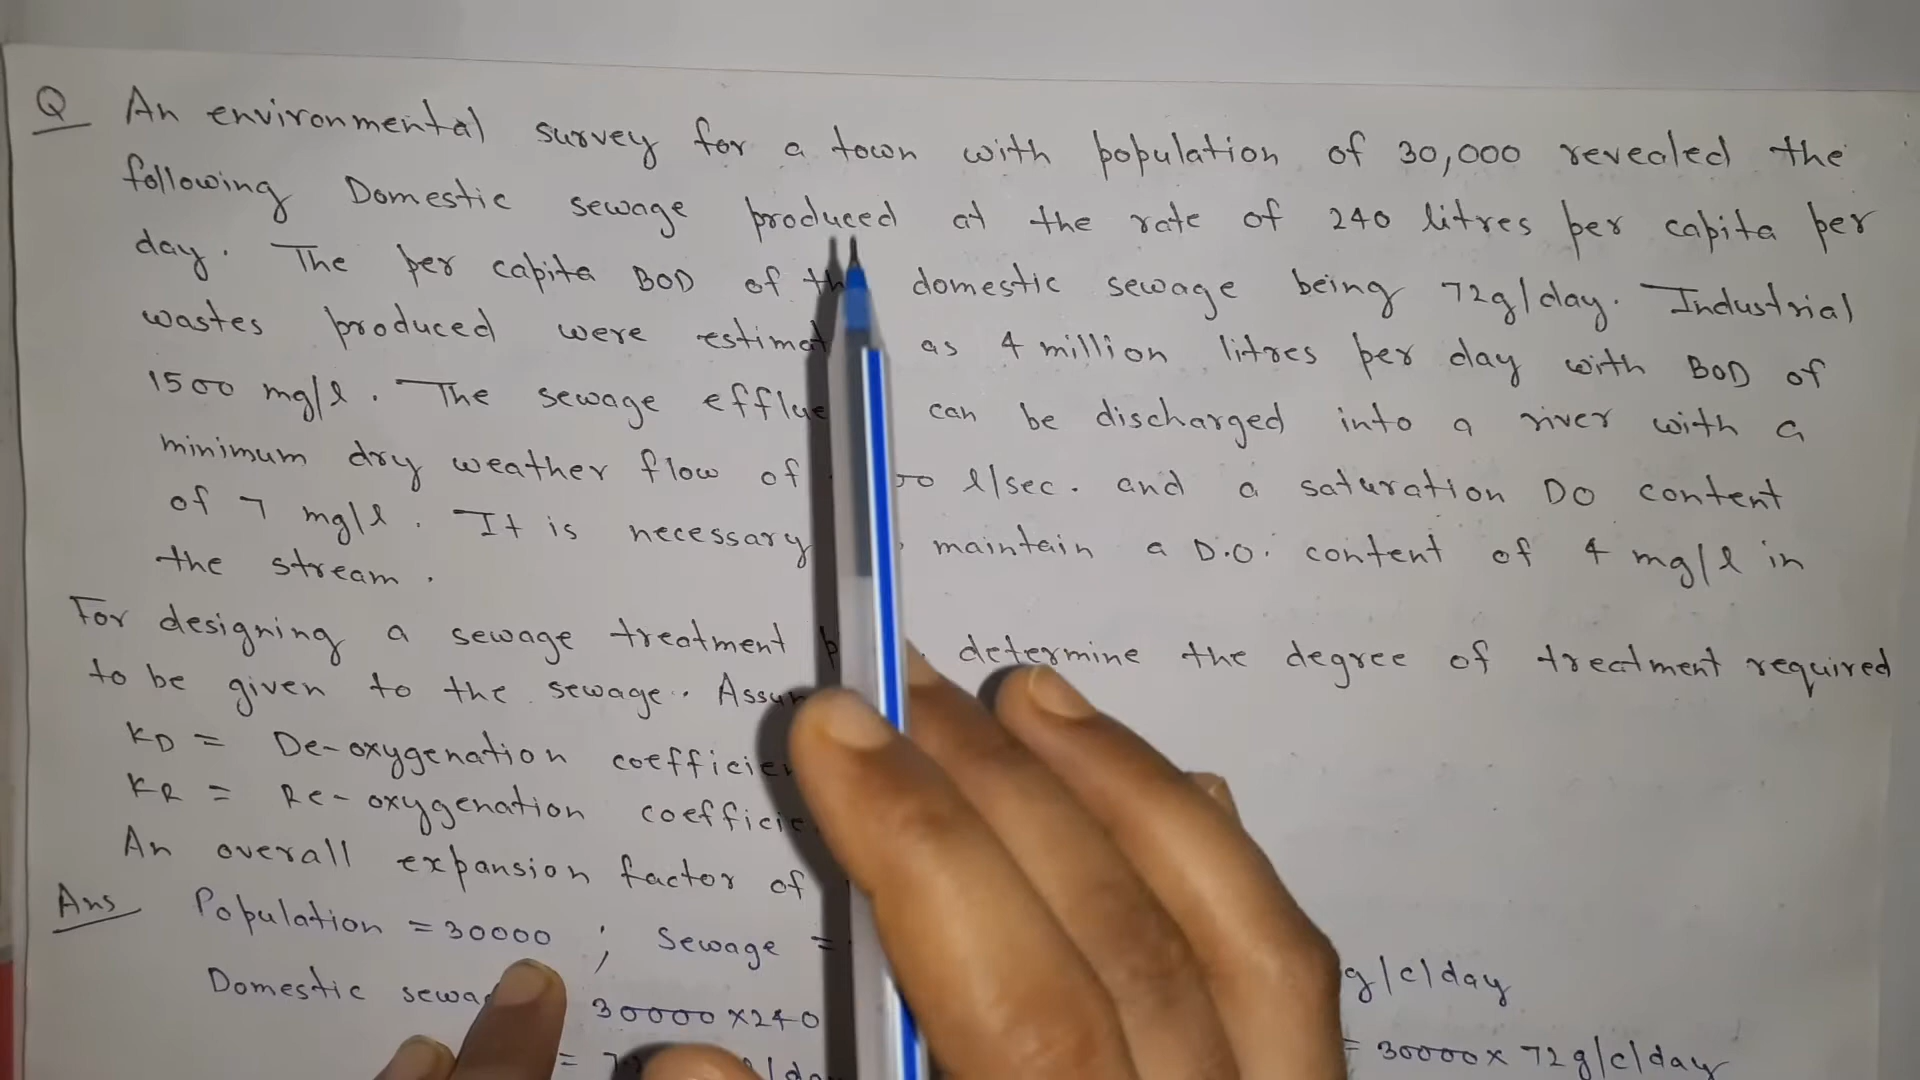 Q An environmental survey for a town with population of 30,000 revealed the
following Domestic sewage produced at the rate of 240 litres per capita per
day. The per capita BOD of domestic sewage being 72g/day. Industrial
wastes produced were as 4 million litres per day with BOD of
1500 mg/l. The sewage can be discharged into a river with a
minimum dry weather flow of l/sec. and a saturation DO content
of 7 mg/l. It is necessary maintain a D.O. content of 4 mg/l in
the stream.
For designing a sewage treatment determine the degree of treatment required
to be given to the sewage.
KD = De-oxygenation
KR = Re-oxygenation
An overall expansion factor of
Ans Population = 30000 ; Sewage = g/c/day
Domestic 30000 x 240
= = 30000 x 72 g/c/day